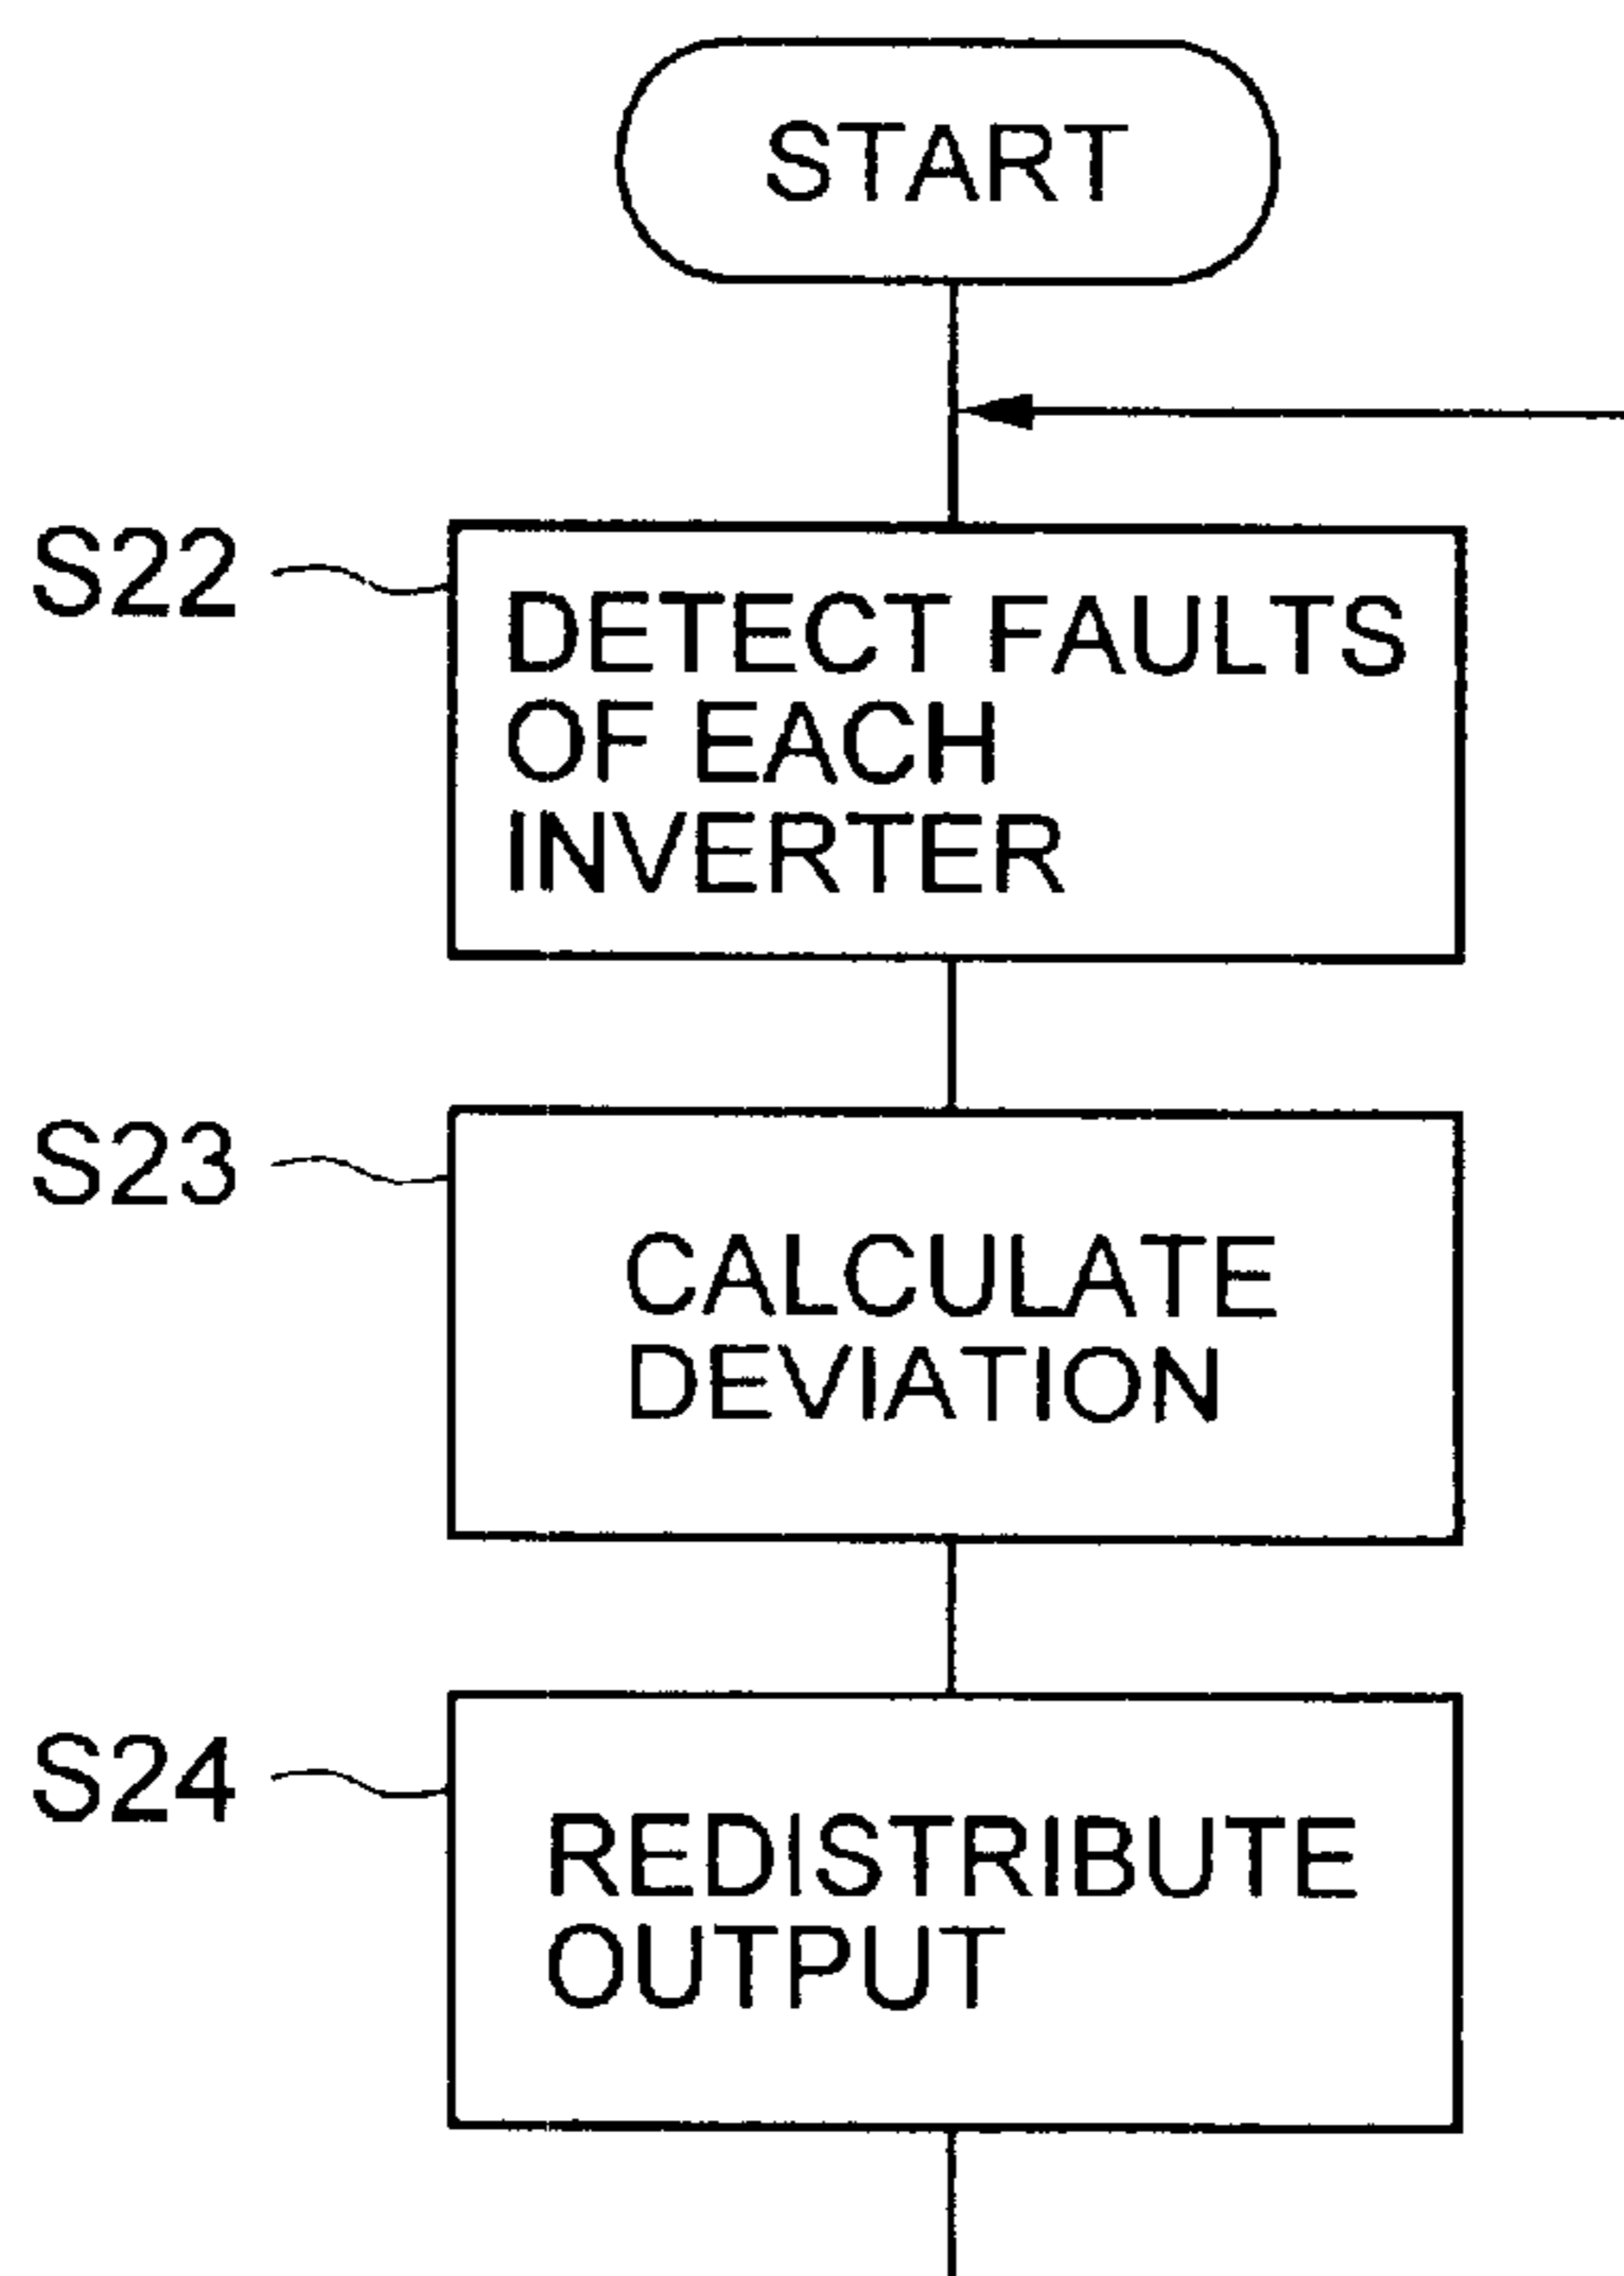 START
S22
DETECT FAULTS
OF EACH
INVERTER
S23
CALCULATE
DEVIATION
S24
REDISTRIBUTE
OUTPUT